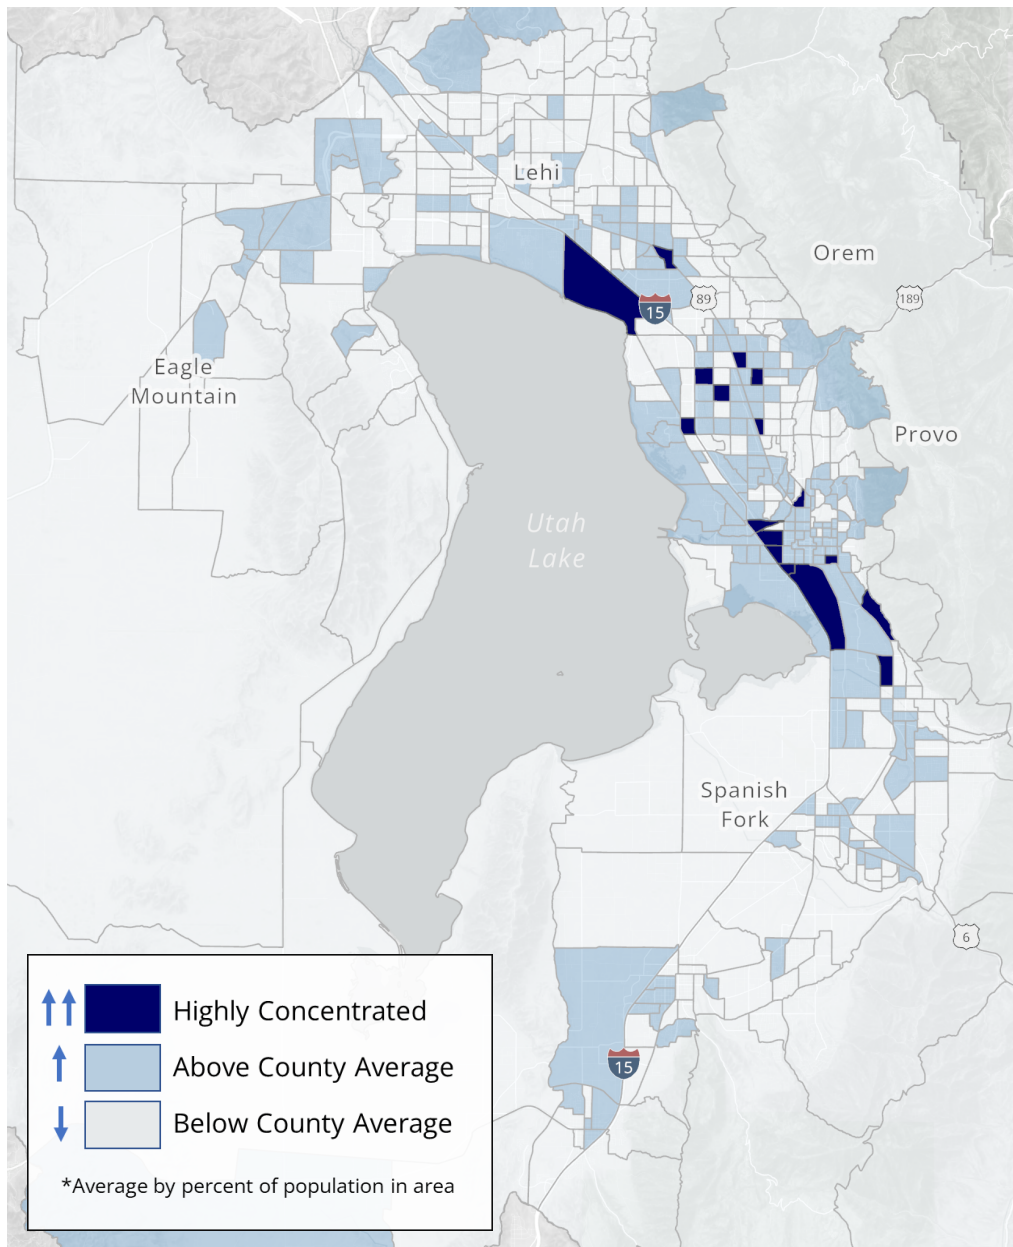 Lehi
Orem
189
89
15
Eagle
Mountain
Provo
Utah
Lake
Spanish
Fork
6
15
Highly Concentrated
Above County Average
Below County Average
*Average by percent of population in area